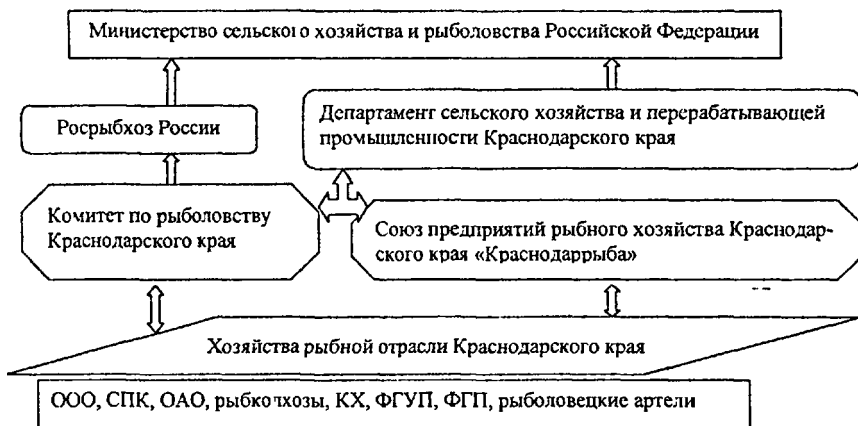 Министерство сельского хозяйства и рыболовства Российской Федерации
Росрыбхоз России
Департамент сельского хозяйства и перерабатывающей
промышленности Краснодарского края
Комитет по рыболовству
Краснодарского края
Союз предприятий рыбного хозяйства Краснодар-
ского края «Краснодаррыба»
Хозяйства рыбной отрасли Краснодарского края
ООО, СПК, ОАО, рыбколхозы, КХ, ФГУП, ФГП, рыболовецкие артели